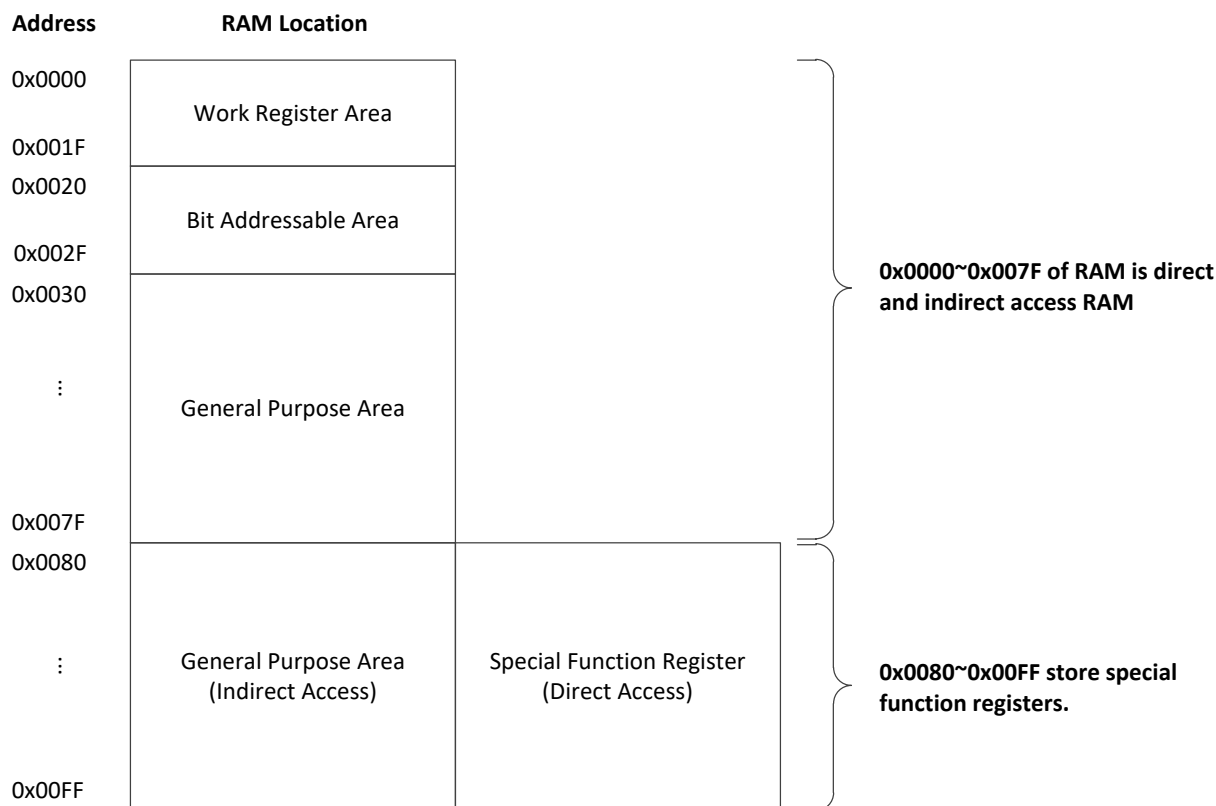 Address RAM Location
0x0000
Work Register Area
0x001F
0x0020
Bit Addressable Area
0x002F
0x0030
0x0000~0x007F of RAM is direct
and indirect access RAM
⋮
General Purpose Area
0x007F
0x0080
⋮
General Purpose Area
(Indirect Access)
Special Function Register
(Direct Access)
0x0080~0x00FF store special
function registers.
0x00FF